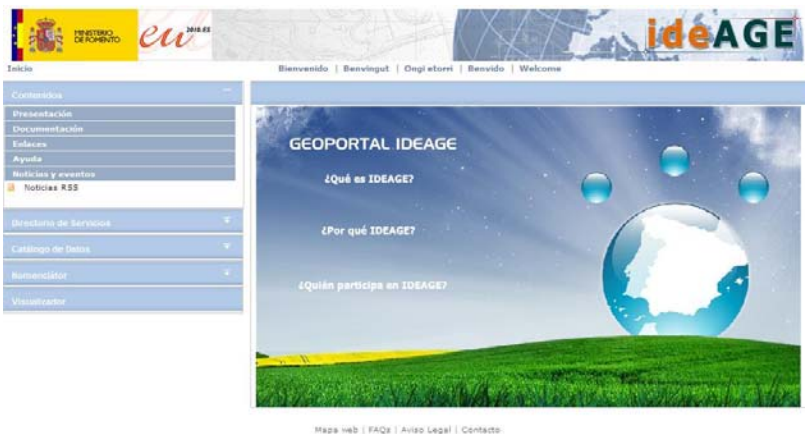 MINISTERIO
DE FOMENTO
eu 2010.ES
ideAGE
Inicio
Bienvenido | Benvingut | Ongi etorri | Benvido | Welcome
Contenidos
Presentación
Documentación
Enlaces
Ayuda
Noticias y eventos
Noticias RSS
Directorio de Servicios
Catálogo de Datos
Nomenclátor
Visualizador
GEOPORTAL IDEAGE
¿Qué es IDEAGE?
¿Por qué IDEAGE?
¿Quién participa en IDEAGE?
Mapa web | FAQs | Aviso Legal | Contacto